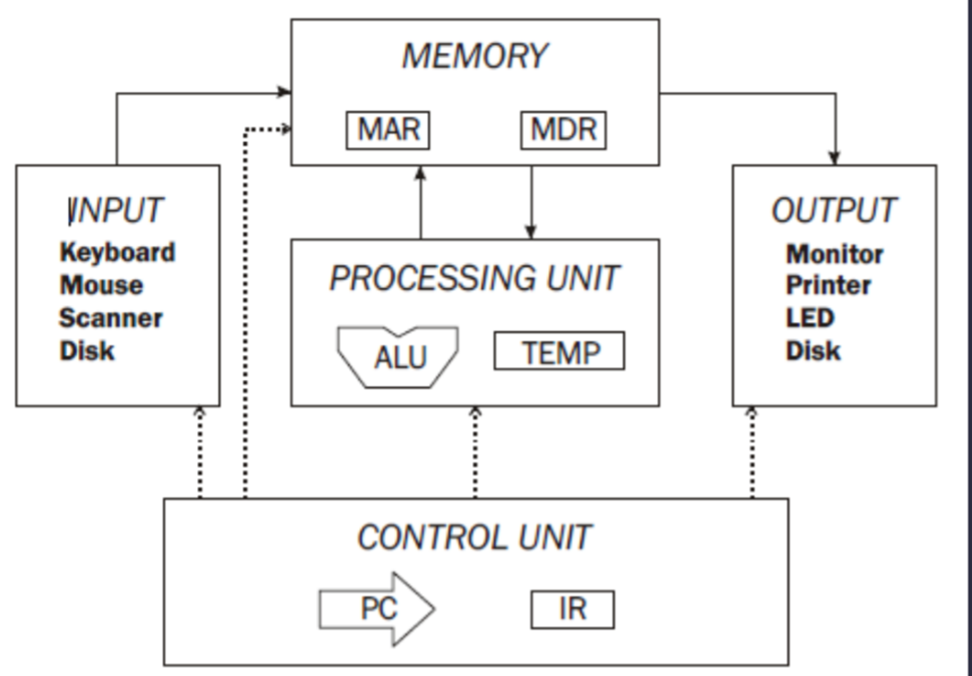 MEMORY
MAR MDR
INPUT
Keyboard
Mouse
Scanner
Disk
PROCESSING UNIT
ALU TEMP
OUTPUT
Monitor
Printer
LED
Disk
CONTROL UNIT
PC IR